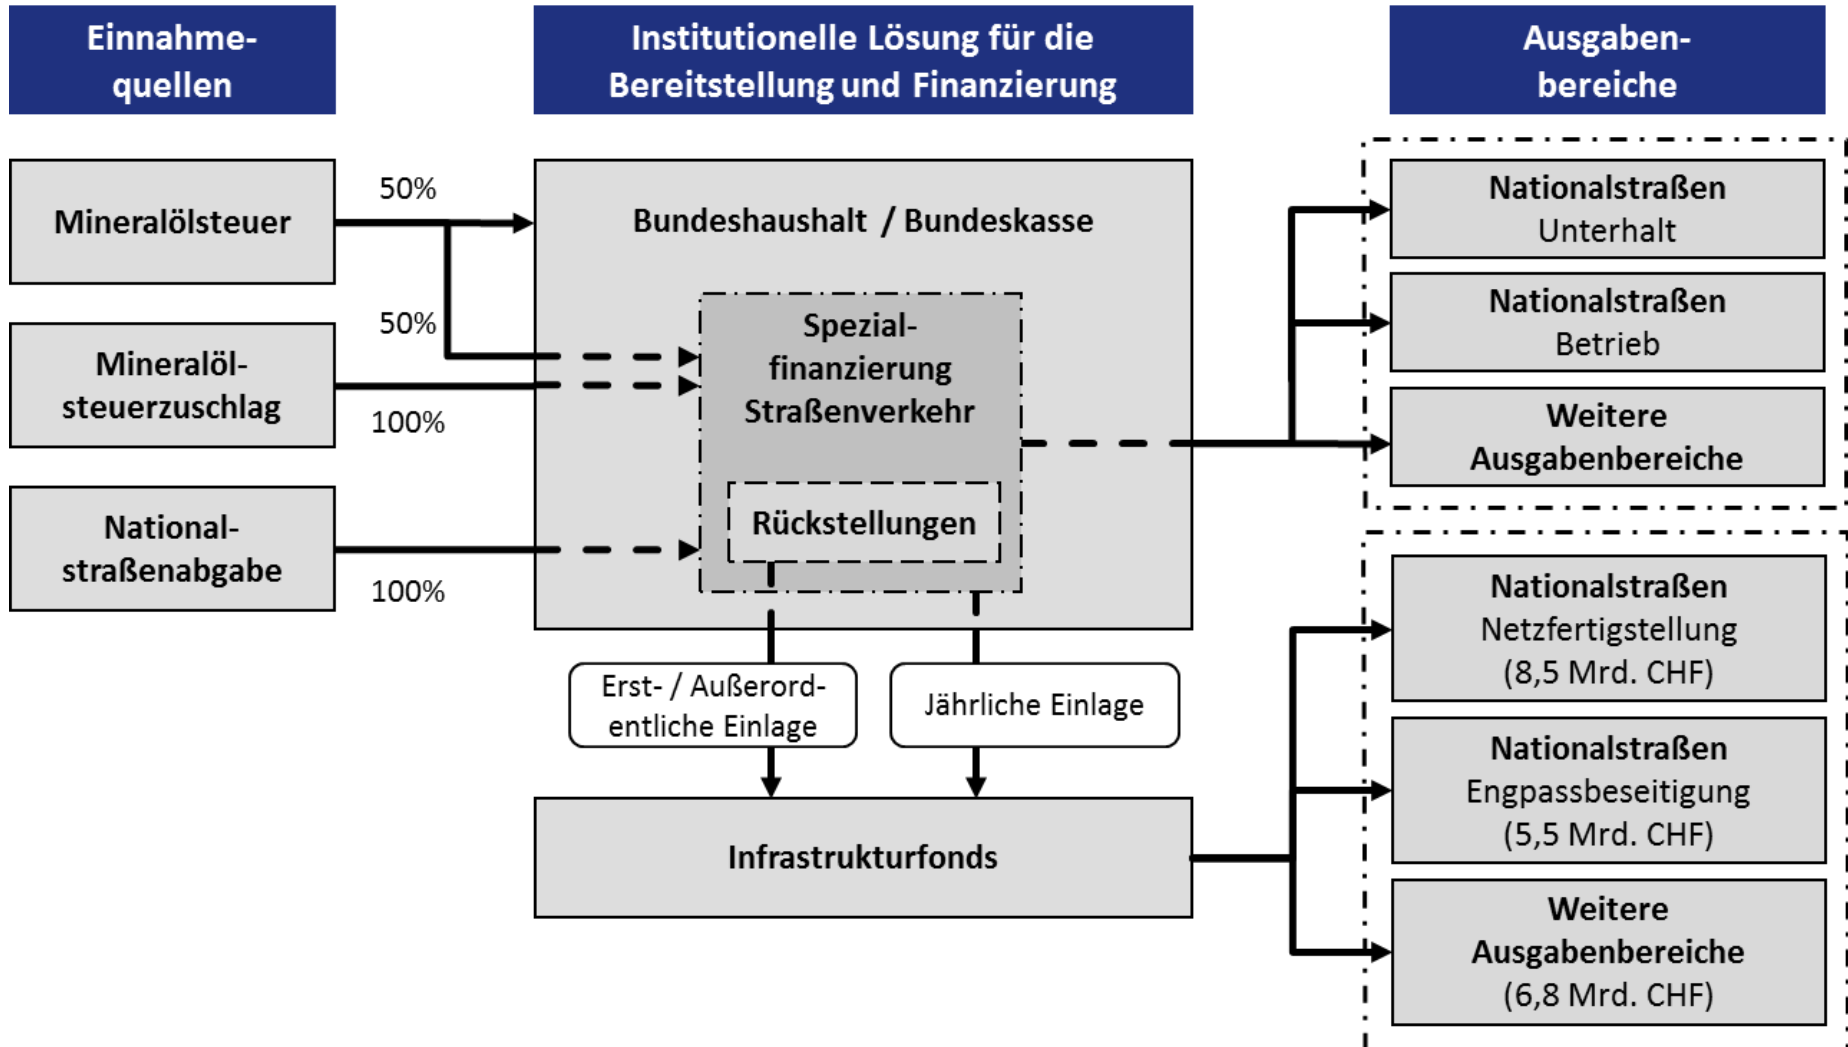 Einnahme-
quellen
Institutionelle Lösung für die
Bereitstellung und Finanzierung
Ausgaben-
bereiche
Mineralölsteuer
50%
50%
Mineralöl-
steuerzuschlag
100%
National-
straßenabgabe
100%
Bundeshaushalt / Bundeskasse
Spezial-
finanzierung
Straßenverkehr
Rückstellungen
Erst- / Außerord-
entliche Einlage
Jährliche Einlage
Infrastrukturfonds
Nationalstraßen
Unterhalt
Nationalstraßen
Betrieb
Weitere
Ausgabenbereiche
Nationalstraßen
Netzfertigstellung
(8,5 Mrd. CHF)
Nationalstraßen
Engpassbeseitigung
(5,5 Mrd. CHF)
Weitere
Ausgabenbereiche
(6,8 Mrd. CHF)